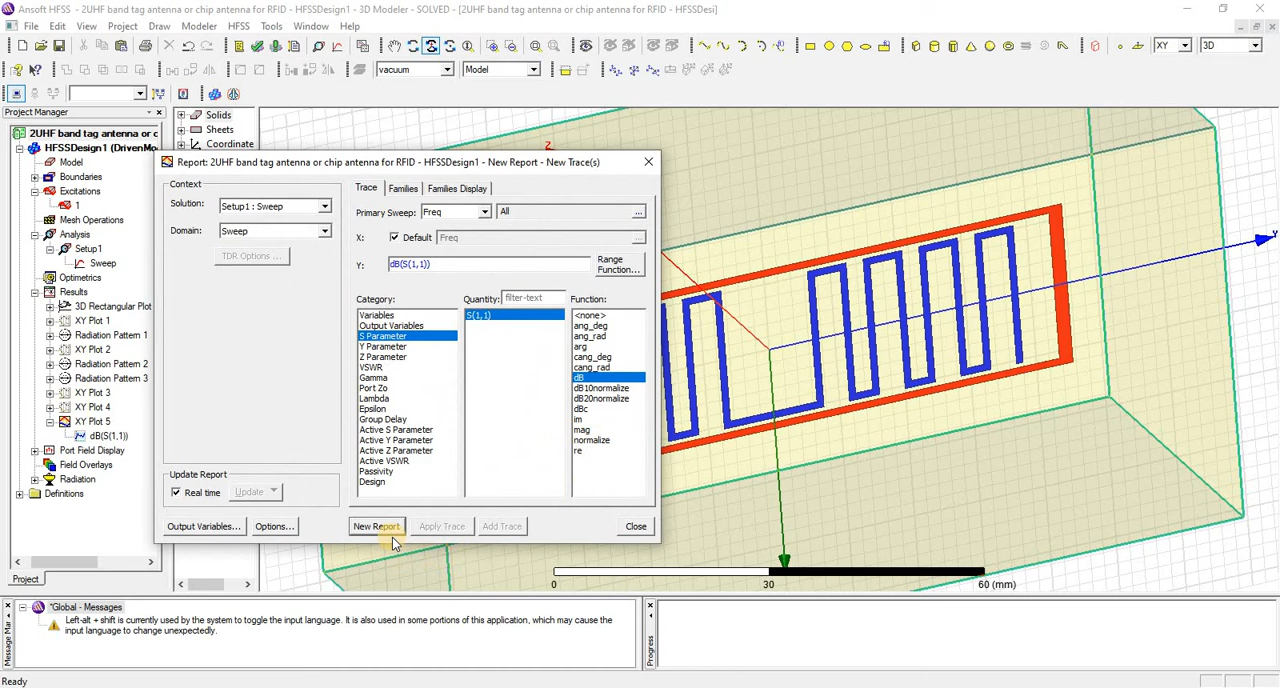 Ansoft HFSS - 2UHF band tag antenna or chip antenna for RFID - HFSSDesign1 - 3D Modeler - SOLVED - [2UHF band tag antenna or chip antenna for RFID - HFSSDesi]
File Edit View Project Draw Modeler HFSS Tools Window Help
XY 3D
vacuum Model
Project Manager
2UHF band tag antenna or c
HFSSDesign1 (DrivenMo
Model
Boundaries
Excitations
1
Mesh Operations
Analysis
Setup1
Sweep
Optimetrics
Results
3D Rectangular Plot
XY Plot 1
Radiation Pattern 1
XY Plot 2
Radiation Pattern 2
Radiation Pattern 3
XY Plot 3
XY Plot 4
XY Plot 5
dB(S(1,1))
Port Field Display
Field Overlays
Radiation
Definitions
Project
Solids
Sheets
Coordinate
Report: 2UHF band tag antenna or chip antenna for RFID - HFSSDesign1 - New Report - New Trace(s)
Context
Solution: Setup1 : Sweep
Domain: Sweep
TDR Options ...
Update Report
Real time Update
Output Variables... Options...
Trace Families Families Display
Primary Sweep: Freq All ...
X: Default Freq ...
Y: dB(S(1,1)) Range Function...
Category: Quantity: filter-text Function:
Variables
Output Variables
S Parameter
Y Parameter
Z Parameter
VSWR
Gamma
Port Zo
Lambda
Epsilon
Group Delay
Active S Parameter
Active Y Parameter
Active Z Parameter
Active VSWR
Passivity
Design
S(1,1)
<none>
ang_deg
ang_rad
arg
cang_deg
cang_rad
dB
dB10normalize
dB20normalize
dBc
im
mag
normalize
re
New Report Apply Trace Add Trace Close
Z
Y
0 30 60 (mm)
*Global - Messages
Left-alt + shift is currently used by the system to toggle the input language. It is also used in some portions of this application, which may cause the
input language to change unexpectedly.
Message Mar
Progress
Ready